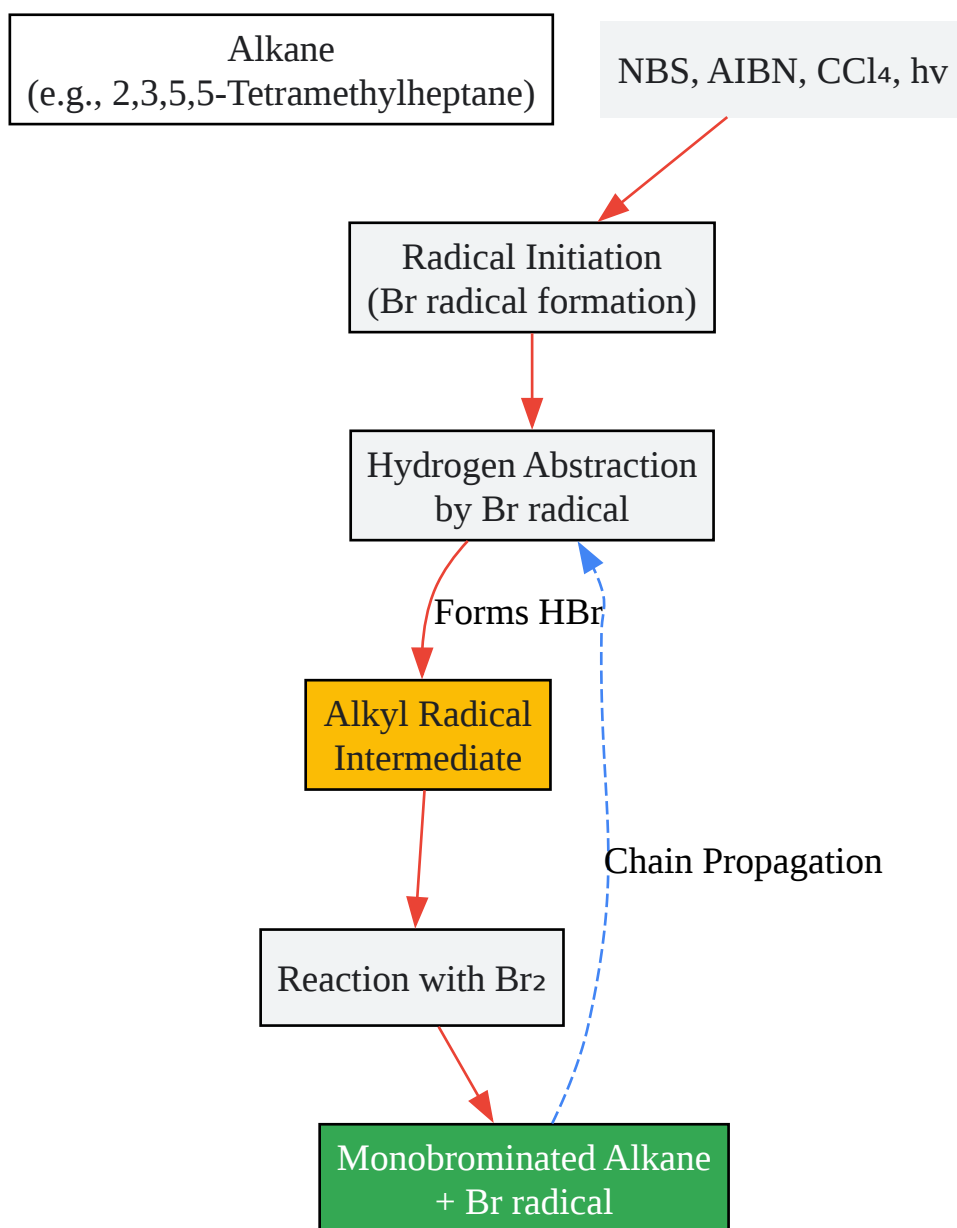 Alkane
(e.g., 2,3,5,5-Tetramethylheptane)
NBS, AIBN, CCl₄, hv
Radical Initiation
(Br radical formation)
Hydrogen Abstraction
by Br radical
Forms HBr
Alkyl Radical
Intermediate
Chain Propagation
Reaction with Br₂
Monobrominated Alkane
+ Br radical